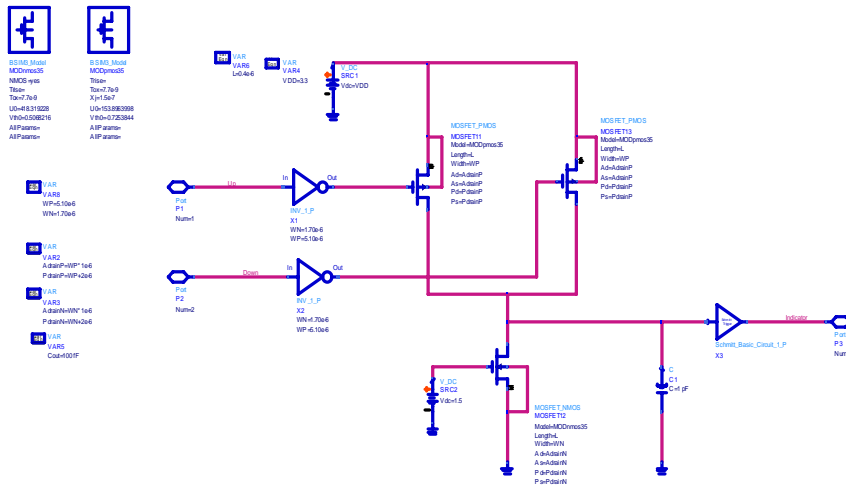 BSIM3_Model
MODnmos35
NMOS=yes
Trise=
Tox=7.7e-9
U0=418.319228
Vth0=0.5068216
AllParams=
AllParams=
BSIM3_Model
MODpmos35
Trise=
Tox=7.7e-9
Xj=1.5e-7
U0=153.8963998
Vth0=0.7253844
AllParams=
AllParams=
VAR
VAR6
L=0.4e-6
VAR
VAR4
VDD=3.3
V_DC
SRC1
Vdc=VDD
MOSFET_PMOS
MOSFET11
Model=MODpmos35
Length=L
Width=WP
Ad=AdrainP
As=AdrainP
Pd=PdrainP
Ps=PdrainP
MOSFET_PMOS
MOSFET13
Model=MODpmos35
Length=L
Width=WP
Ad=AdrainP
As=AdrainP
Pd=PdrainP
Ps=PdrainP
VAR
VAR8
WP=5.10e-6
WN=1.70e-6
Port
P1
Num=1
Up
In
Out
INV_1_P
X1
WN=1.70e-6
WP=5.10e-6
VAR
VAR2
AdrainP=WP*1e-6
PdrainP=WP+2e-6
VAR
VAR3
AdrainN=WN*1e-6
PdrainN=WN+2e-6
VAR
VAR5
Cout=100fF
Port
P2
Num=2
Down
In
Out
INV_1_P
X2
WN=1.70e-6
WP=5.10e-6
V_DC
SRC2
Vdc=1.5
MOSFET_NMOS
MOSFET12
Model=MODnmos35
Length=L
Width=WN
Ad=AdrainN
As=AdrainN
Pd=PdrainN
Ps=PdrainN
C
C1
C=1 pF
Schmitt_Basic_Circuit_1_P
X3
Indicator
Port
P3